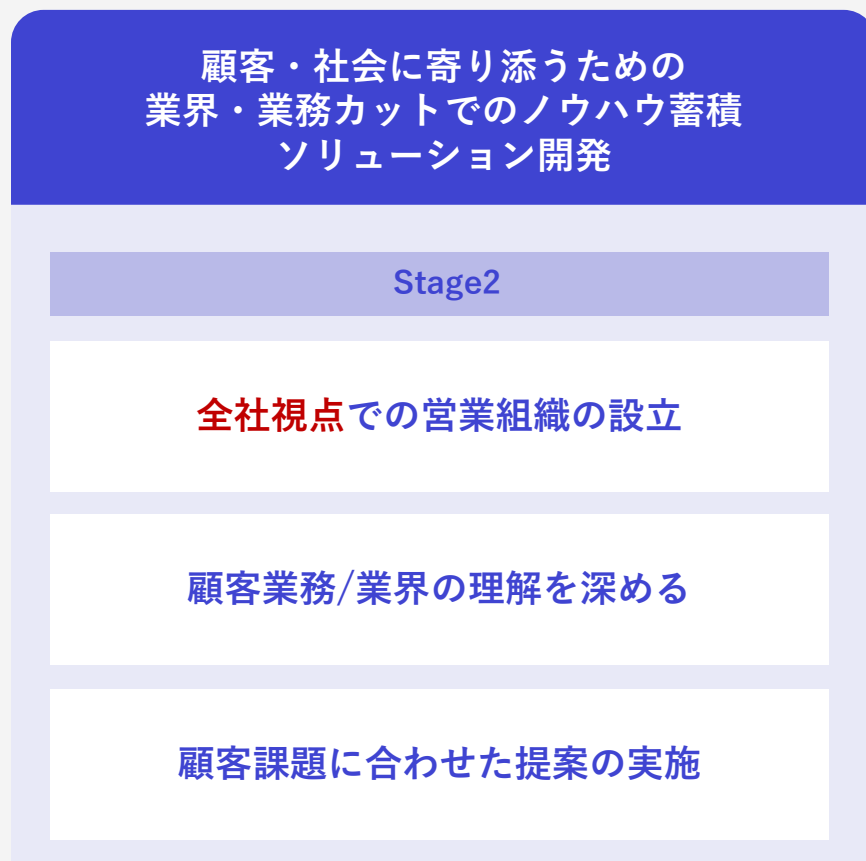 顧客・社会に寄り添うための
業界・業務カットでのノウハウ蓄積
ソリューション開発
Stage2
全社視点での営業組織の設立
顧客業務/業界の理解を深める
顧客課題に合わせた提案の実施